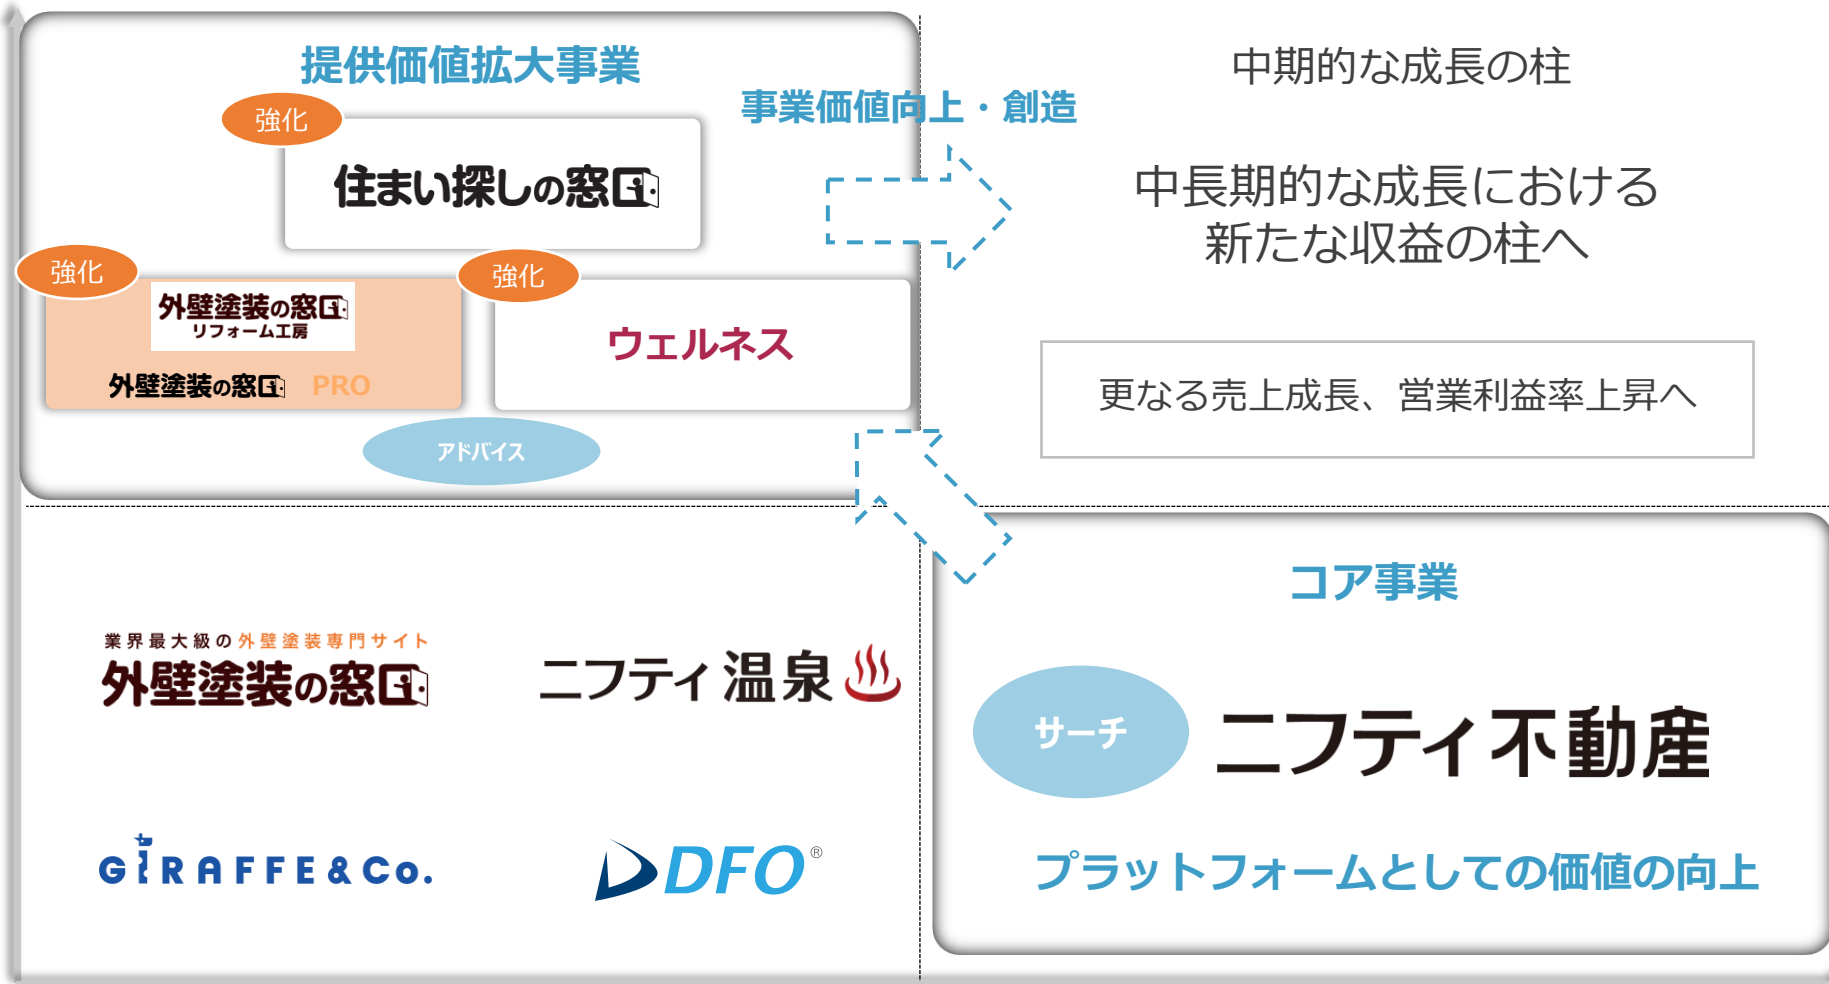 提供価値拡大事業
強化
住まい探しの窓口
強化
外壁塗装の窓口
リフォーム工房
外壁塗装の窓口 PRO
強化
ウェルネス
アドバイス
事業価値向上・創造
中期的な成長の柱
中長期的な成長における
新たな収益の柱へ
更なる売上成長、営業利益率上昇へ
業界最大級の外壁塗装専門サイト
外壁塗装の窓口
ニフティ温泉
GIRAFFE&Co.
DFO®
コア事業
サーチ
ニフティ不動産
プラットフォームとしての価値の向上